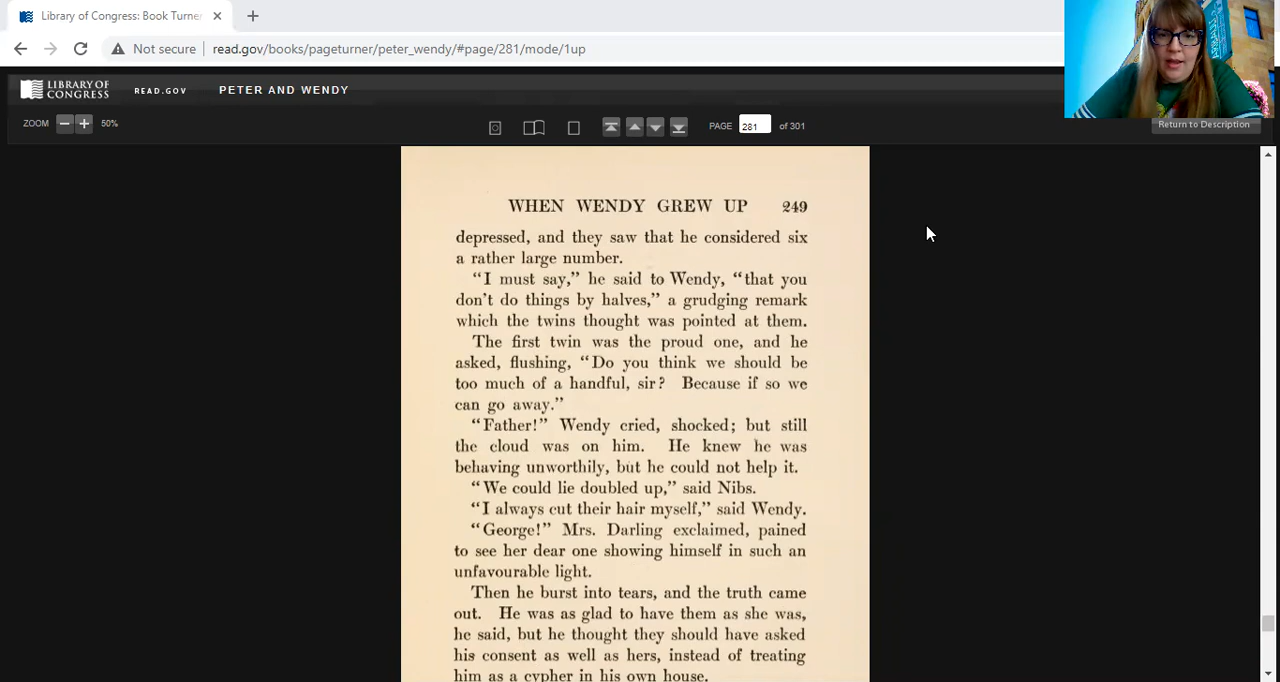 Library of Congress: Book Turner
Not secure
read.gov/books/pageturner/peter_wendy/#page/281/mode/1up
LIBRARY OF CONGRESS
READ.GOV
PETER AND WENDY
ZOOM
50%
PAGE 281 of 301
Return to Description
WHEN WENDY GREW UP 249
depressed, and they saw that he considered six
a rather large number.
“I must say,” he said to Wendy, “that you
don't do things by halves,” a grudging remark
which the twins thought was pointed at them.
The first twin was the proud one, and he
asked, flushing, “Do you think we should be
too much of a handful, sir? Because if so we
can go away.”
“Father!” Wendy cried, shocked; but still
the cloud was on him. He knew he was
behaving unworthily, but he could not help it.
“We could lie doubled up,” said Nibs.
“I always cut their hair myself,” said Wendy.
“George!” Mrs. Darling exclaimed, pained
to see her dear one showing himself in such an
unfavourable light.
Then he burst into tears, and the truth came
out. He was as glad to have them as she was,
he said, but he thought they should have asked
his consent as well as hers, instead of treating
him as a cypher in his own house.